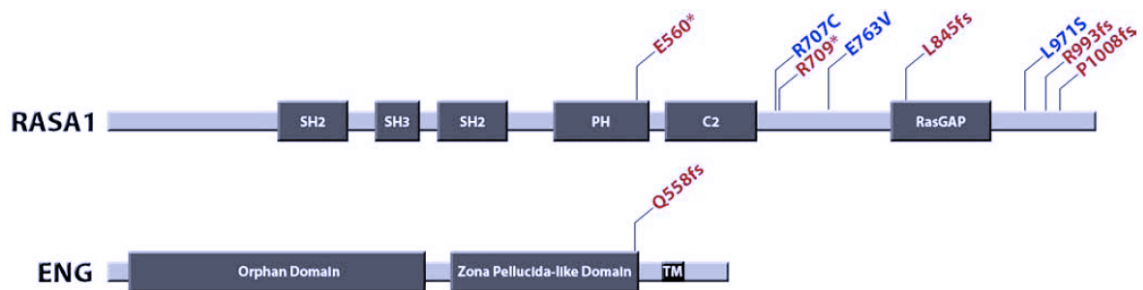 E560*
R707C
R709*
E763V
L845fs
L971S
R993fs
P1008fs
RASA1 SH2 SH3 SH2 PH C2 RasGAP
Q558fs
ENG Orphan Domain Zona Pellucida-like Domain TM